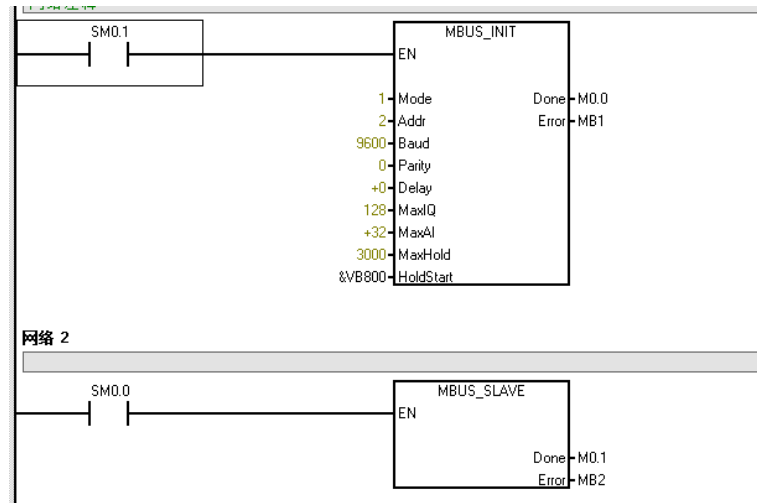 SM0.1
MBUS_INIT
EN
1 Mode Done M0.0
2 Addr Error MB1
9600 Baud
0 Parity
+0 Delay
128 MaxIQ
+32 MaxAI
3000 MaxHold
&VB800 HoldStart
网络 2
SM0.0
MBUS_SLAVE
EN
Done M0.1
Error MB2